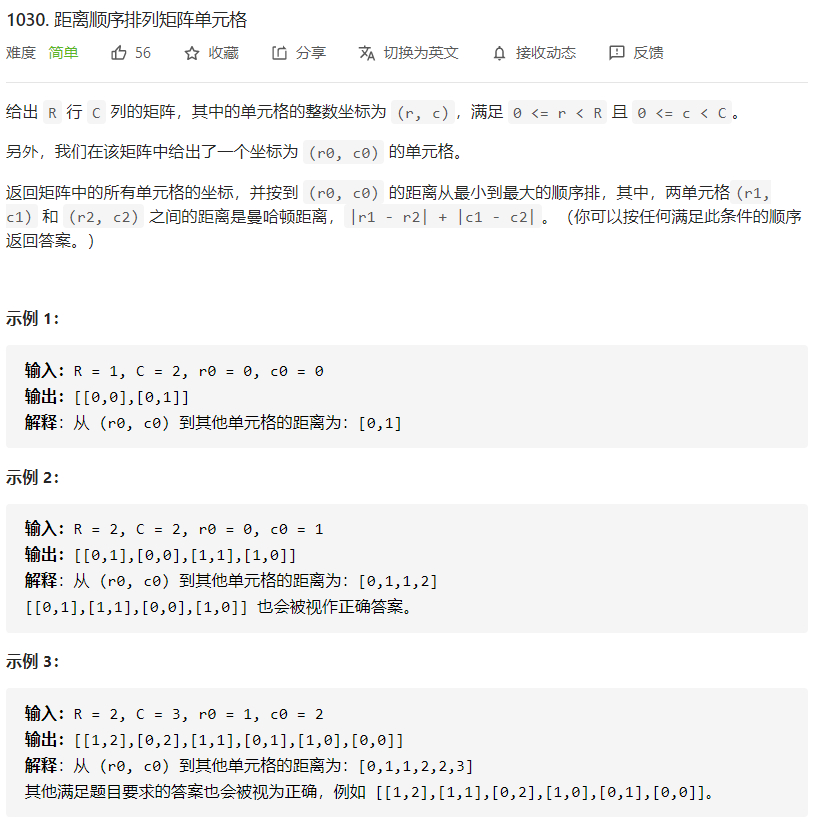 1030. 距离顺序排列矩阵单元格
难度 简单 56 收藏 分享 切换为英文 接收动态 反馈
给出 R 行 C 列的矩阵，其中的单元格的整数坐标为 (r, c)，满足 0 <= r < R 且 0 <= c < C。
另外，我们在该矩阵中给出了一个坐标为 (r0, c0) 的单元格。
返回矩阵中的所有单元格的坐标，并按到 (r0, c0) 的距离从最小到最大的顺序排，其中，两单元格(r1,
c1) 和 (r2, c2) 之间的距离是曼哈顿距离，|r1 - r2| + |c1 - c2|。（你可以按任何满足此条件的顺序
返回答案。）
示例 1：
输入：R = 1, C = 2, r0 = 0, c0 = 0
输出：[[0,0],[0,1]]
解释：从 (r0, c0) 到其他单元格的距离为：[0,1]
示例 2：
输入：R = 2, C = 2, r0 = 0, c0 = 1
输出：[[0,1],[0,0],[1,1],[1,0]]
解释：从 (r0, c0) 到其他单元格的距离为：[0,1,1,2]
[[0,1],[1,1],[0,0],[1,0]] 也会被视作正确答案。
示例 3：
输入：R = 2, C = 3, r0 = 1, c0 = 2
输出：[[1,2],[0,2],[1,1],[0,1],[1,0],[0,0]]
解释：从 (r0, c0) 到其他单元格的距离为：[0,1,1,2,2,3]
其他满足题目要求的答案也会被视为正确，例如 [[1,2],[1,1],[0,2],[1,0],[0,1],[0,0]]。